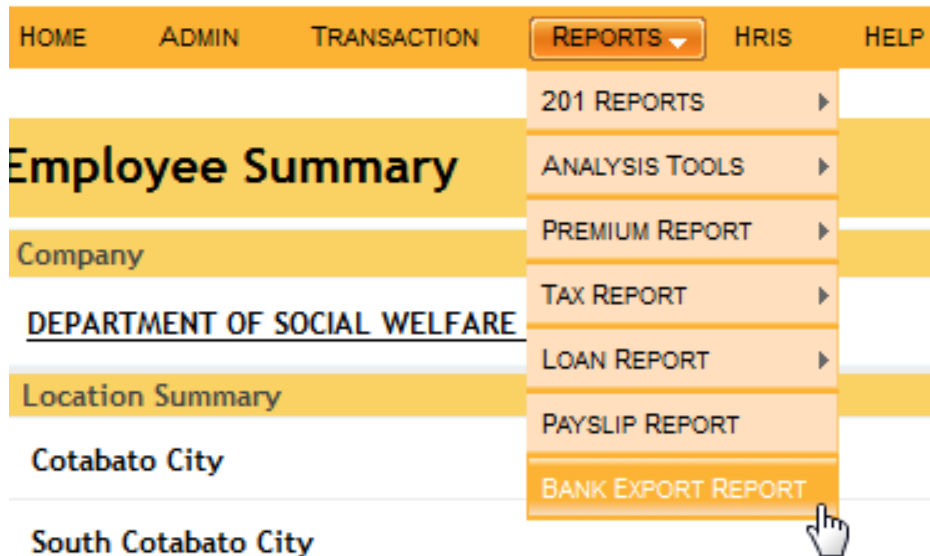 HOME ADMIN TRANSACTION REPORTS HRIS HELP
201 REPORTS
ANALYSIS TOOLS
PREMIUM REPORT
TAX REPORT
LOAN REPORT
PAYSLIP REPORT
BANK EXPORT REPORT
Employee Summary
Company
DEPARTMENT OF SOCIAL WELFARE
Location Summary
Cotabato City
South Cotabato City